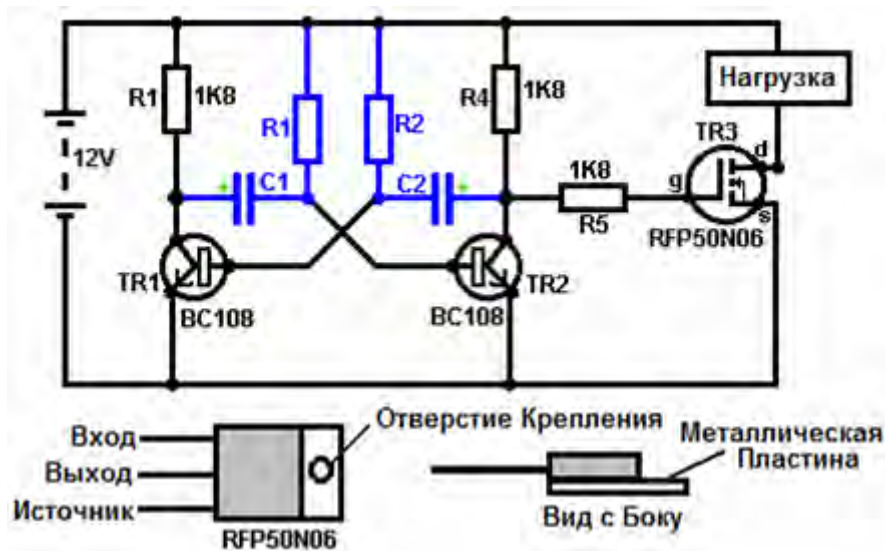 R1
1K8
R1
R2
R4
1K8
Нагрузка
12V
+
C1
C2
+
TR3
d
g
s
1K8
R5
RFP50N06
TR1
BC108
BC108
TR2
Вход
Выход
Источник
RFP50N06
Отверстие Крепления
Металлическая
Пластина
Вид с Боку